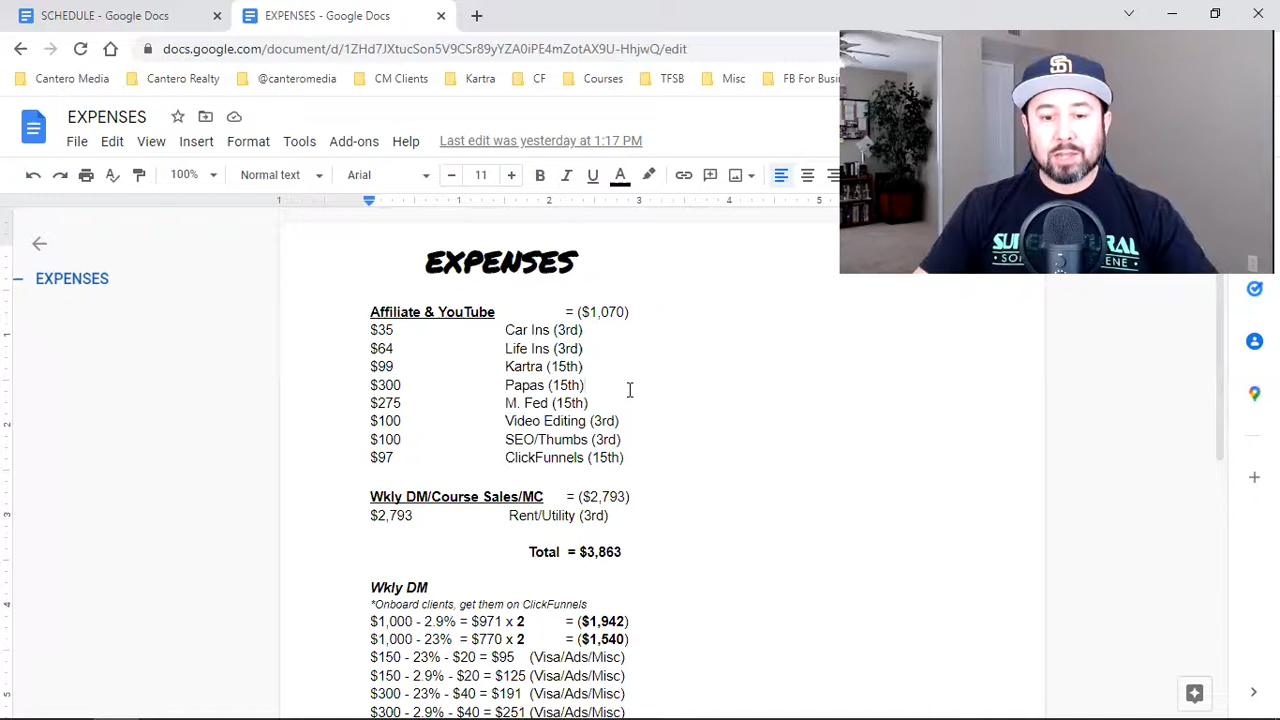 SCHEDULE - Google Docs
EXPENSES - Google Docs
docs.google.com/document/d/1ZHd7JXtucSon5V9CSr89yYZA0iPE4mZotAX9U-HhjwQ/edit
Cantero Media
Cantero Realty
@canteromedia
CM Clients
Kartra
CF
Courses
TFSB
Misc
FB For Busi
EXPENSES
File Edit View Insert Format Tools Add-ons Help Last edit was yesterday at 1:17 PM
100% Normal text Arial 11
1 1 2 3 4 5
EXPENSES
EXPENSES
Affiliate & YouTube = ($1,070)
$35 Car Ins (3rd)
$64 Life Ins (3rd)
$99 Kartra (15th)
$300 Papas (15th)
$275 M. Fed (15th)
$100 Video Editing (3rd)
$100 SEO/Thumbs (3rd)
$97 ClickFunnels (15th)
Wkly DM/Course Sales/MC = ($2,793)
$2,793 Rent/Utility (3rd)
Total = $3,863
Wkly DM
*Onboard clients, get them on ClickFunnels
$1,000 - 2.9% = $971 x 2 = ($1,942)
$1,000 - 23% = $770 x 2 = ($1,540)
$150 - 23% - $20 = $95 (Visa/Ads/Misc)
$150 - 2.9% - $20 = $125 (Visa/Ads/Misc)
$300 - 23% - $40 = $191 (Visa/Ads/Misc)
$300 - 2.9% - $40 = $251 (Visa/Ads/Misc)